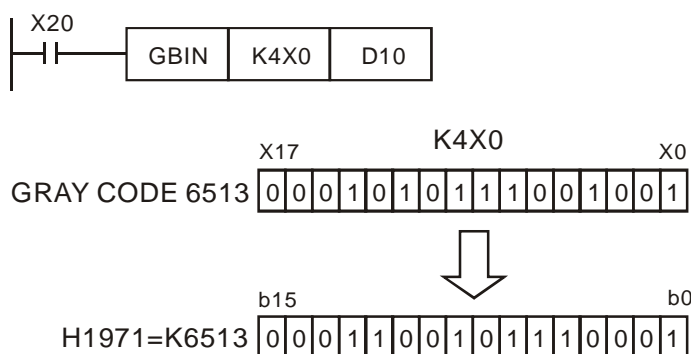 X20
GBIN K4X0 D10
K4X0
X17 X0
GRAY CODE 6513 0 0 0 1 0 1 0 1 1 1 0 0 1 0 0 1
b15 b0
H1971=K6513 0 0 0 1 1 0 0 1 0 1 1 1 0 0 0 1